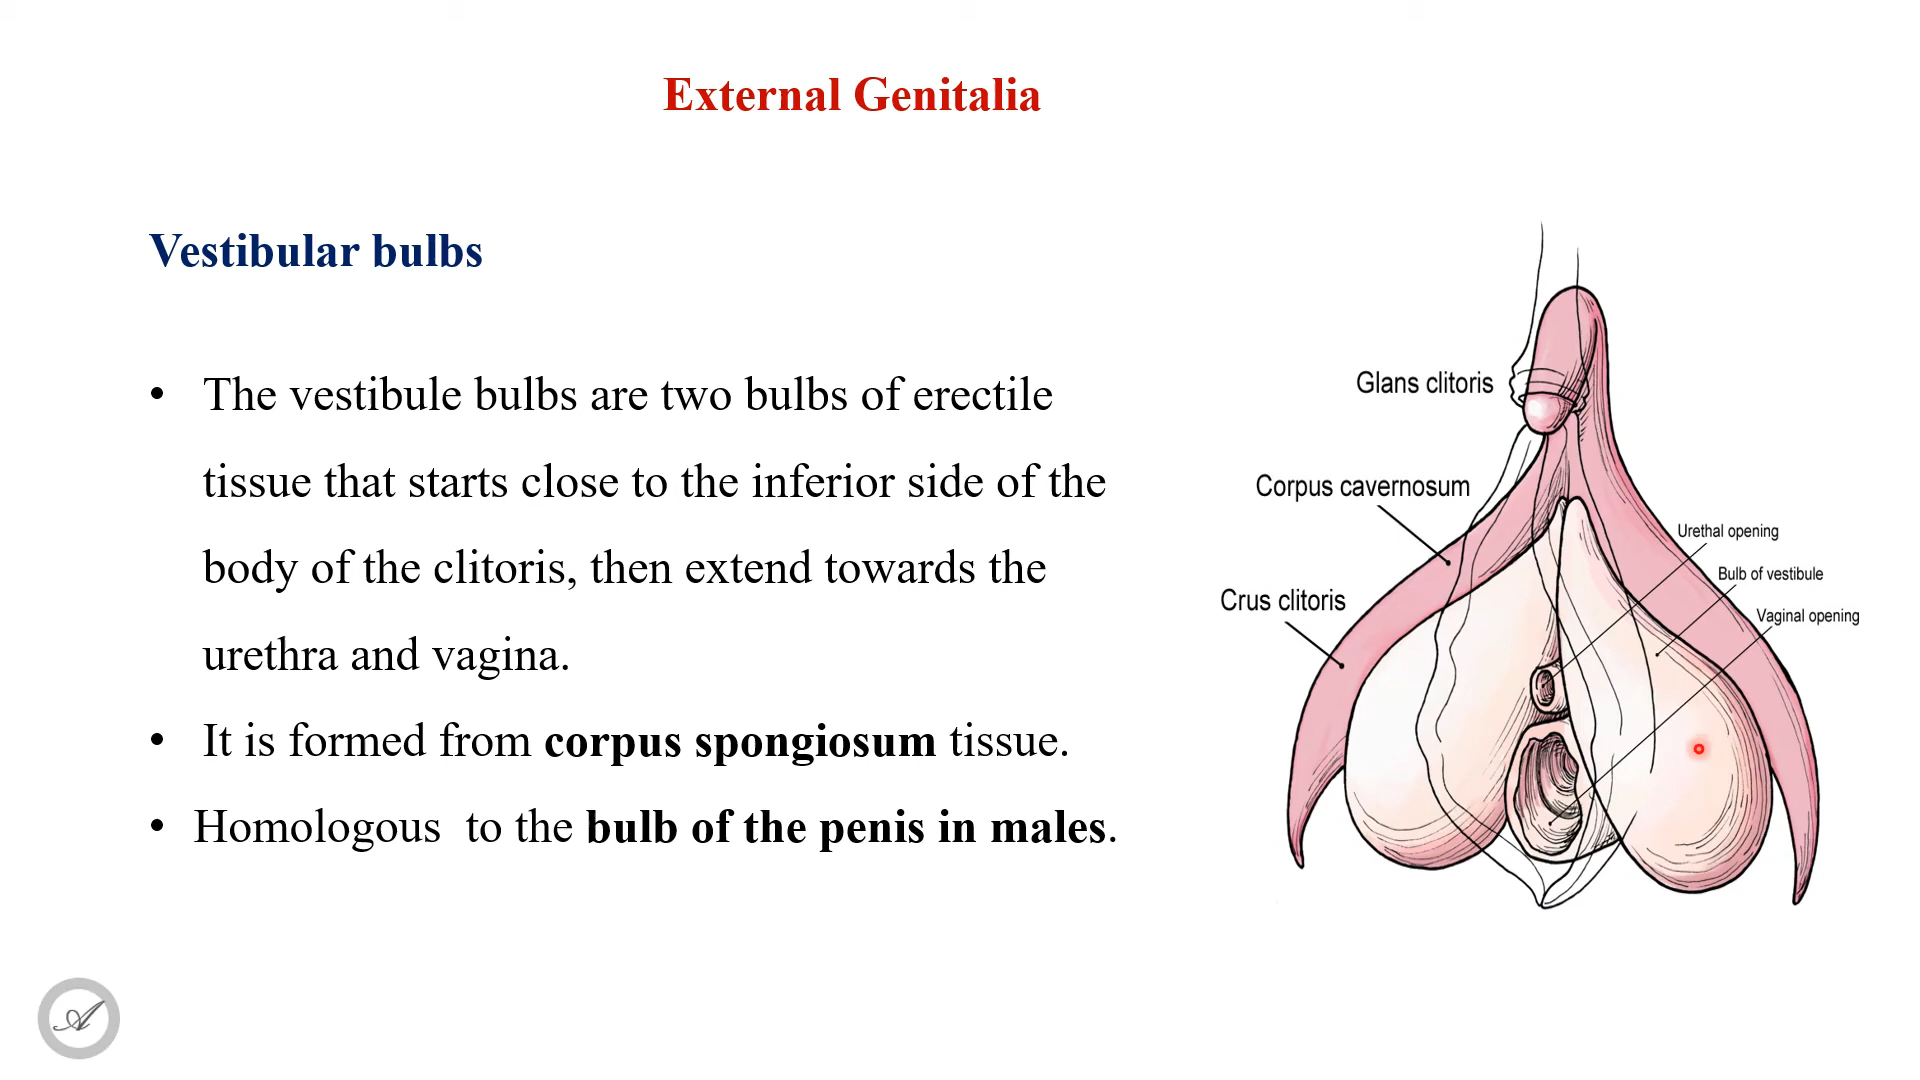 External Genitalia
Vestibular bulbs
• The vestibule bulbs are two bulbs of erectile
tissue that starts close to the inferior side of the
body of the clitoris, then extend towards the
urethra and vagina.
• It is formed from corpus spongiosum tissue.
• Homologous to the bulb of the penis in males.
Glans clitoris
Corpus cavernosum
Crus clitoris
Urethal opening
Bulb of vestibule
Vaginal opening
A